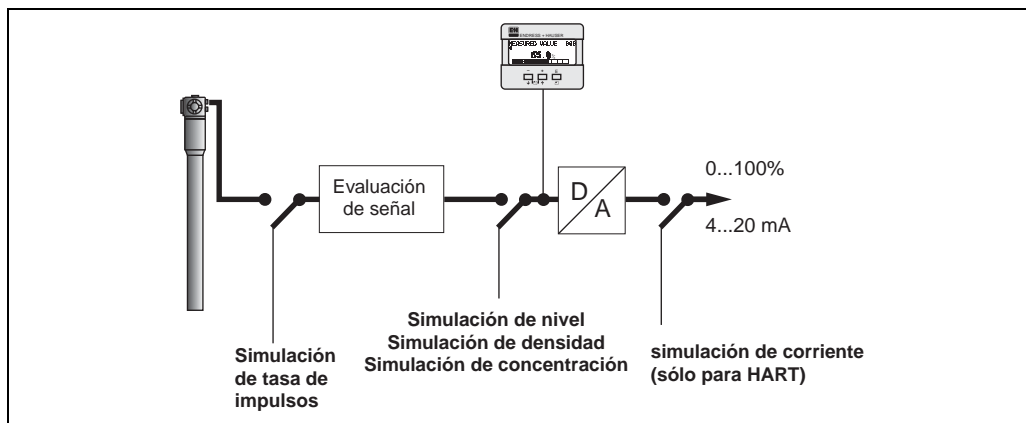 ENDRESS + HAUSER
MEASURED VALUE
0...100%
Evaluación
de señal
D
A
4...20 mA
Simulación de nivel
Simulación de densidad
Simulación de concentración
Simulación
de tasa de
impulsos
simulación de corriente
(sólo para HART)